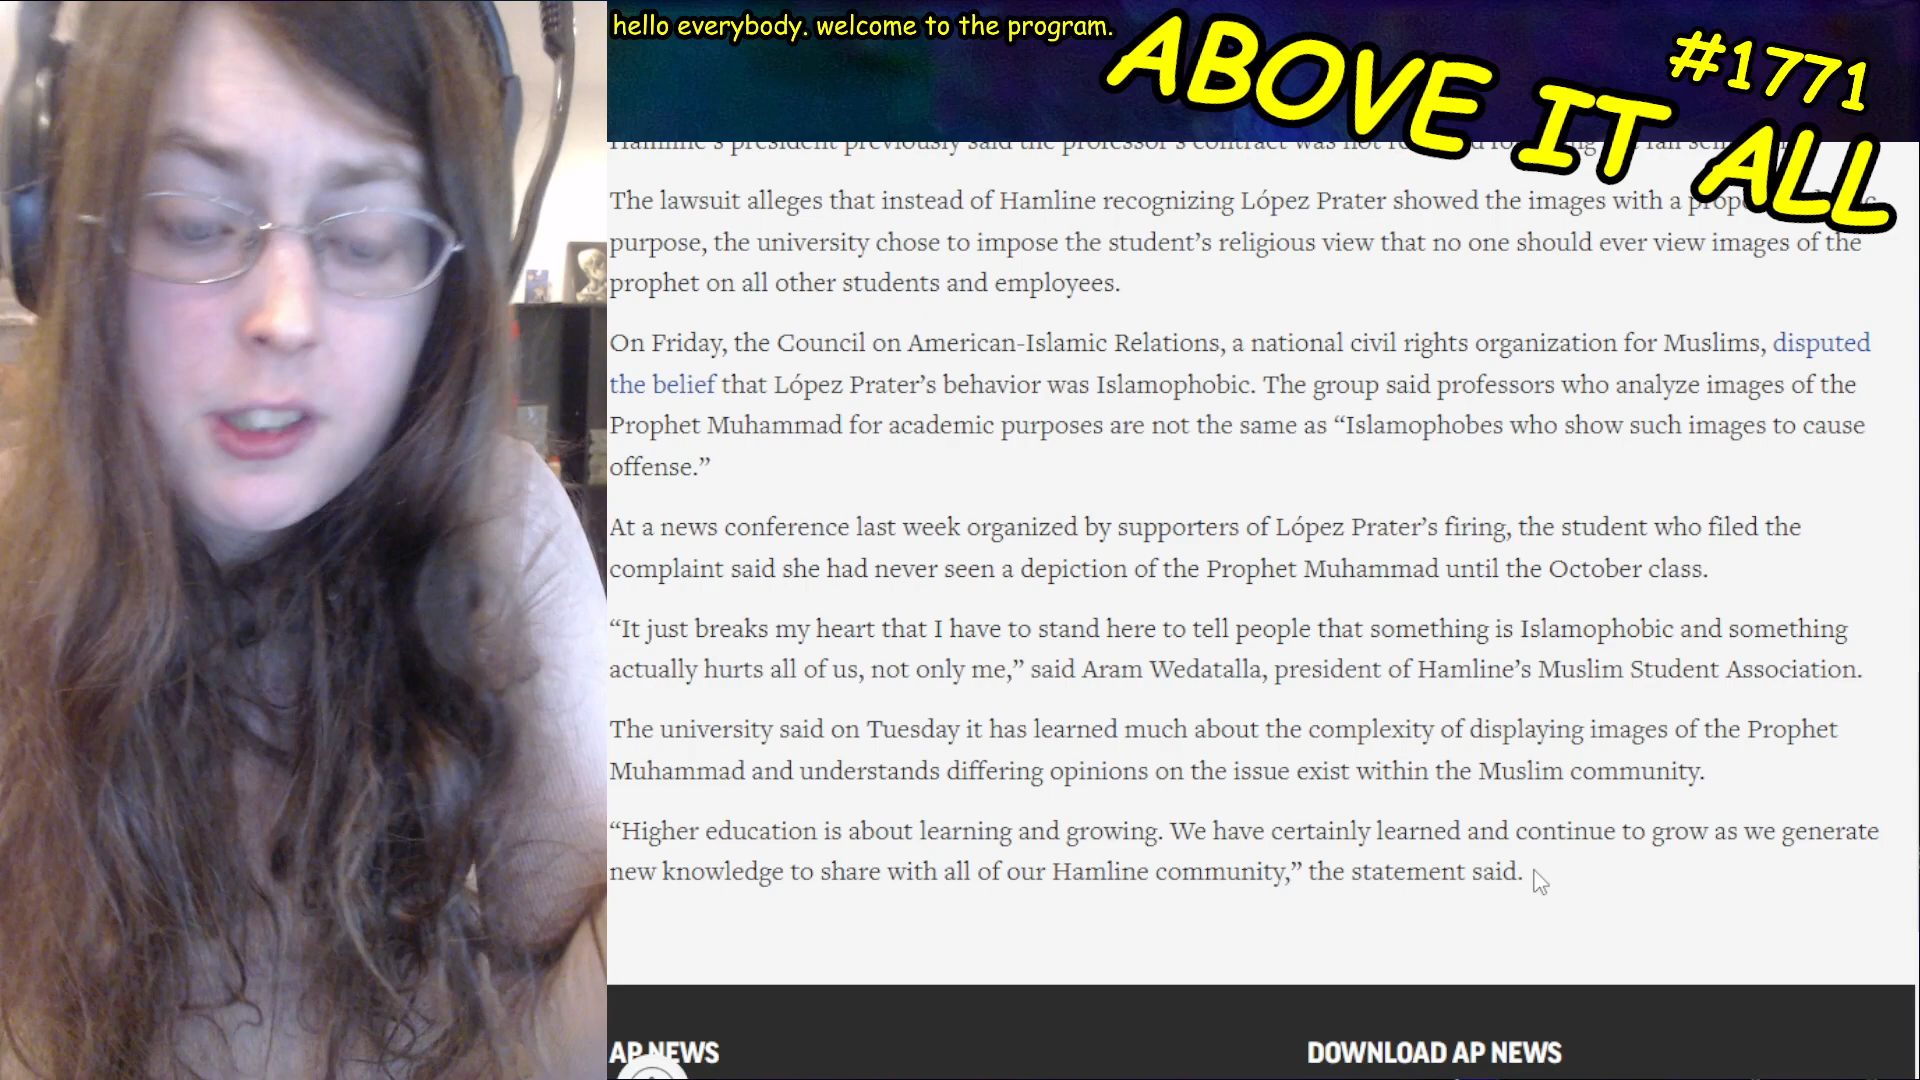 hello everybody. welcome to the program.
#1771
ABOVE IT ALL
Hamline's president previously said the professor's contract was not
The lawsuit alleges that instead of Hamline recognizing López Prater showed the images with a
purpose, the university chose to impose the student's religious view that no one should ever view images of the
prophet on all other students and employees.
On Friday, the Council on American-Islamic Relations, a national civil rights organization for Muslims, disputed
the belief that López Prater's behavior was Islamophobic. The group said professors who analyze images of the
Prophet Muhammad for academic purposes are not the same as “Islamophobes who show such images to cause
offense.”
At a news conference last week organized by supporters of López Prater's firing, the student who filed the
complaint said she had never seen a depiction of the Prophet Muhammad until the October class.
“It just breaks my heart that I have to stand here to tell people that something is Islamophobic and something
actually hurts all of us, not only me,” said Aram Wedatalla, president of Hamline's Muslim Student Association.
The university said on Tuesday it has learned much about the complexity of displaying images of the Prophet
Muhammad and understands differing opinions on the issue exist within the Muslim community.
“Higher education is about learning and growing. We have certainly learned and continue to grow as we generate
new knowledge to share with all of our Hamline community,” the statement said.
AP NEWS
DOWNLOAD AP NEWS